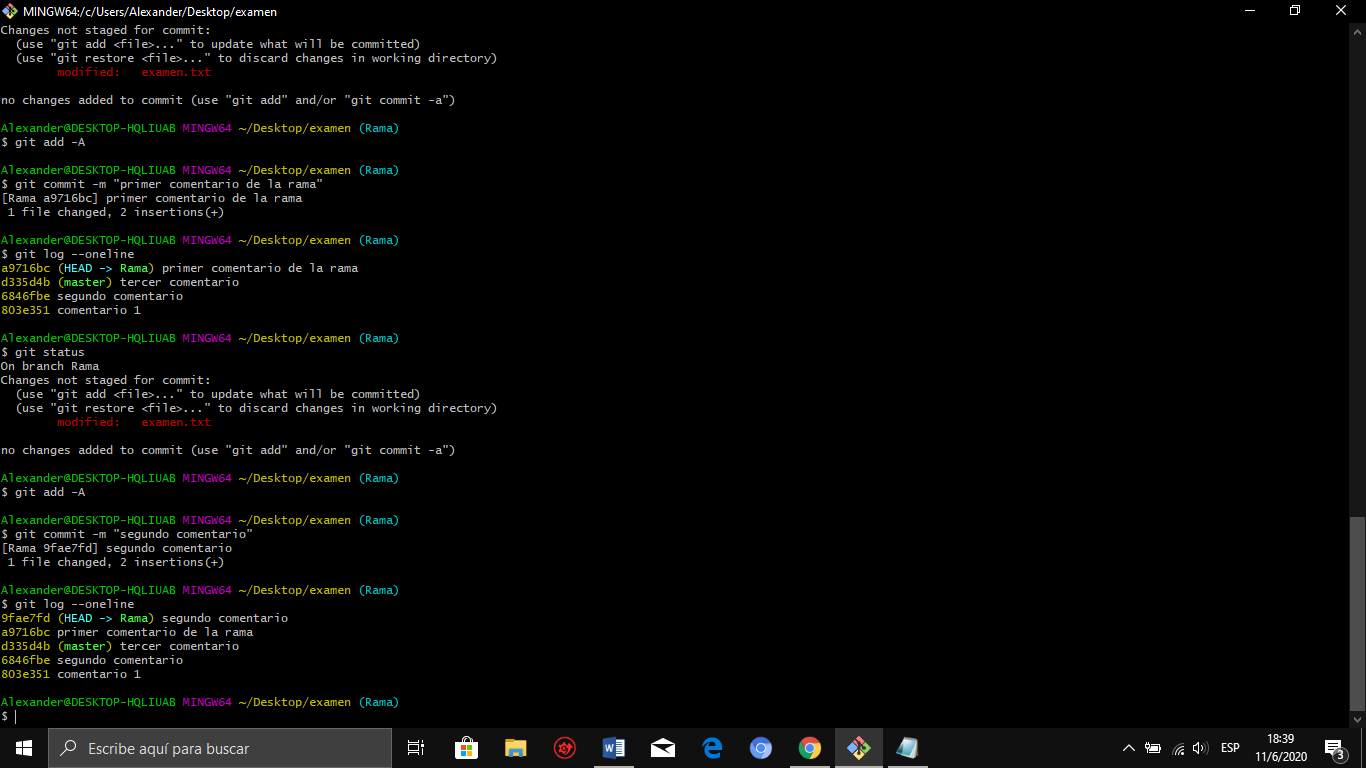 MINGW64:/c/Users/Alexander/Desktop/examen
Changes not staged for commit:
  (use "git add <file>..." to update what will be committed)
  (use "git restore <file>..." to discard changes in working directory)
        modified:   examen.txt

no changes added to commit (use "git add" and/or "git commit -a")

Alexander@DESKTOP-HQLIUAB MINGW64 ~/Desktop/examen (Rama)
$ git add -A

Alexander@DESKTOP-HQLIUAB MINGW64 ~/Desktop/examen (Rama)
$ git commit -m "primer comentario de la rama"
[Rama a9716bc] primer comentario de la rama
 1 file changed, 2 insertions(+)

Alexander@DESKTOP-HQLIUAB MINGW64 ~/Desktop/examen (Rama)
$ git log --oneline
a9716bc (HEAD -> Rama) primer comentario de la rama
d335d4b (master) tercer comentario
6846fbe segundo comentario
803e351 comentario 1

Alexander@DESKTOP-HQLIUAB MINGW64 ~/Desktop/examen (Rama)
$ git status
On branch Rama
Changes not staged for commit:
  (use "git add <file>..." to update what will be committed)
  (use "git restore <file>..." to discard changes in working directory)
        modified:   examen.txt

no changes added to commit (use "git add" and/or "git commit -a")

Alexander@DESKTOP-HQLIUAB MINGW64 ~/Desktop/examen (Rama)
$ git add -A

Alexander@DESKTOP-HQLIUAB MINGW64 ~/Desktop/examen (Rama)
$ git commit -m "segundo comentario"
[Rama 9fae7fd] segundo comentario
 1 file changed, 2 insertions(+)

Alexander@DESKTOP-HQLIUAB MINGW64 ~/Desktop/examen (Rama)
$ git log --oneline
9fae7fd (HEAD -> Rama) segundo comentario
a9716bc primer comentario de la rama
d335d4b (master) tercer comentario
6846fbe segundo comentario
803e351 comentario 1

Alexander@DESKTOP-HQLIUAB MINGW64 ~/Desktop/examen (Rama)
$
Escribe aquí para buscar
ESP
18:39
11/6/2020
3